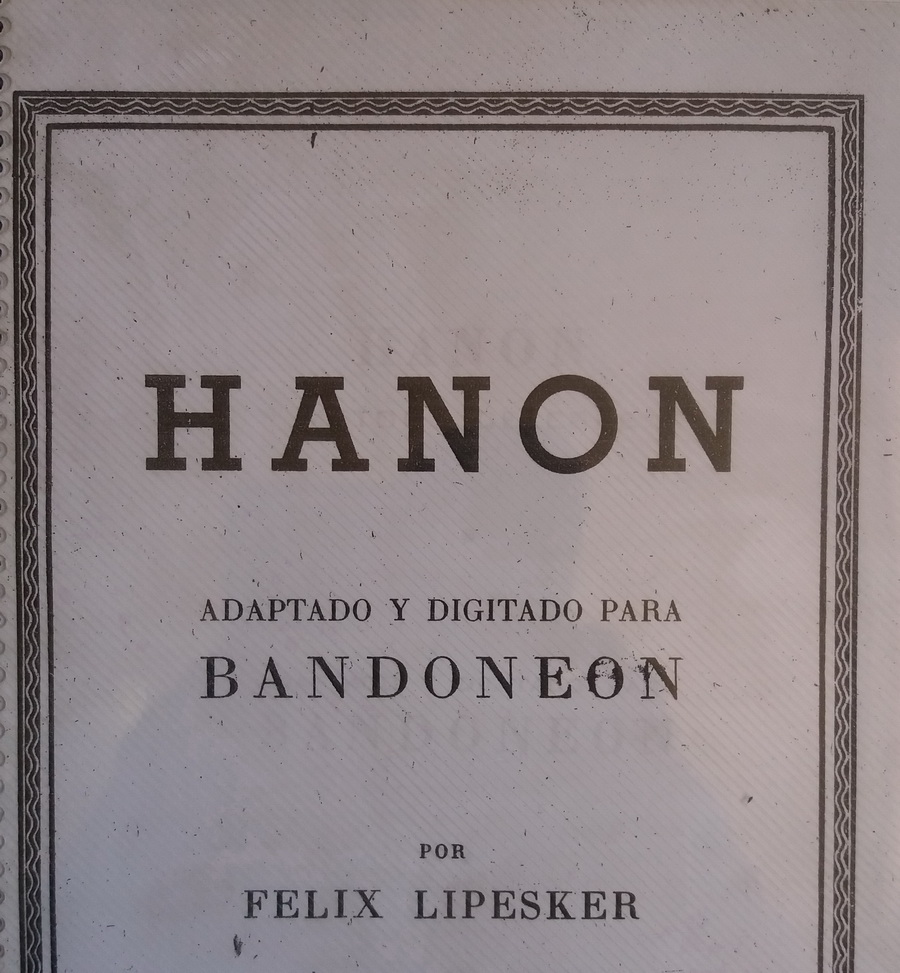 HANON
ADAPTADO Y DIGITADO PARA
BANDONEON
POR
FELIX LIPESKER